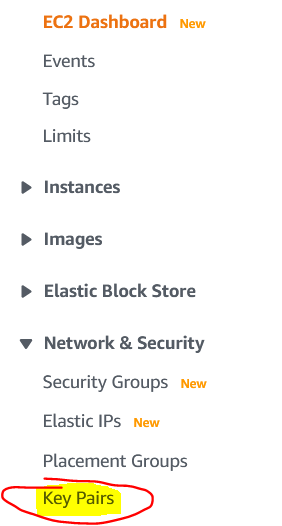 EC2 Dashboard New
Events
Tags
Limits
Instances
Images
Elastic Block Store
Network & Security
Security Groups New
Elastic IPs New
Placement Groups
Key Pairs